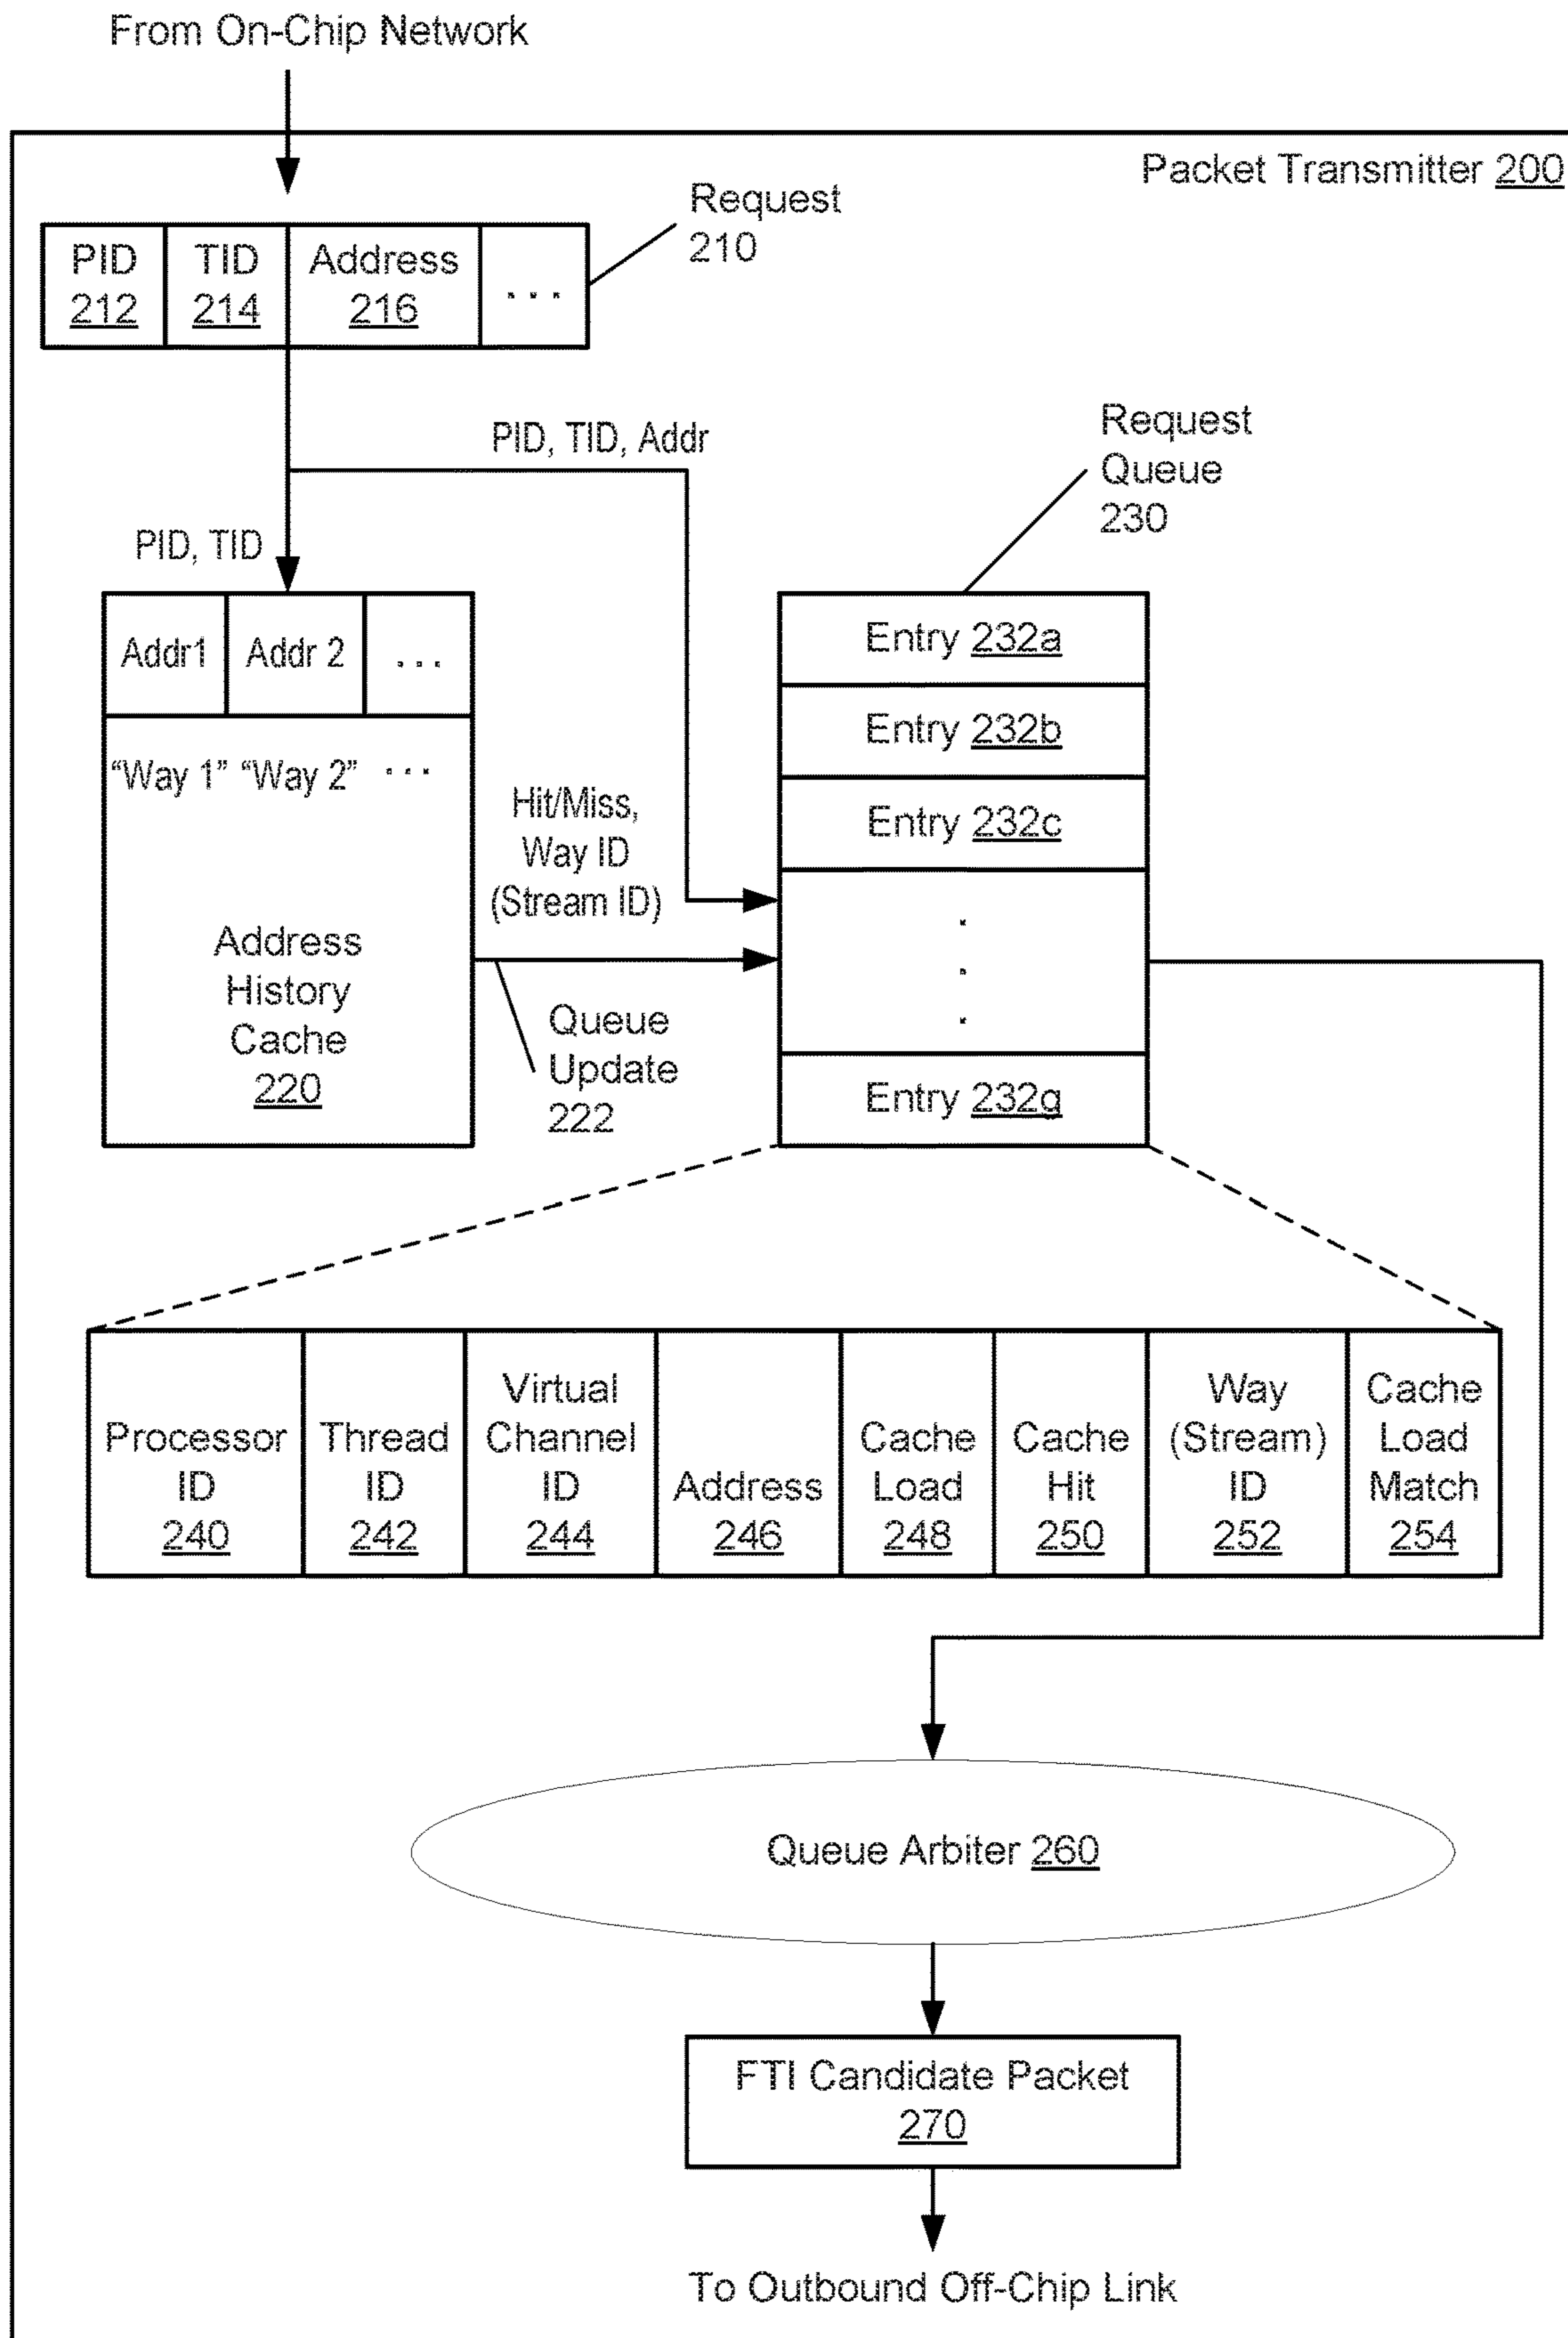 From On-Chip Network
Packet Transmitter 200
Request
210
PID
212
TID
214
Address
216
...
PID, TID, Addr
Request
Queue
230
PID, TID
Addr1
Addr 2
...
"Way 1" "Way 2" ...
Hit/Miss,
Way ID
(Stream ID)
Address
History
Cache
220
Queue
Update
222
Entry 232a
Entry 232b
Entry 232c
.
.
.
Entry 232g
Processor
ID
240
Thread
ID
242
Virtual
Channel
ID
244
Address
246
Cache
Load
248
Cache
Hit
250
Way
(Stream)
ID
252
Cache
Load
Match
254
Queue Arbiter 260
FTI Candidate Packet
270
To Outbound Off-Chip Link